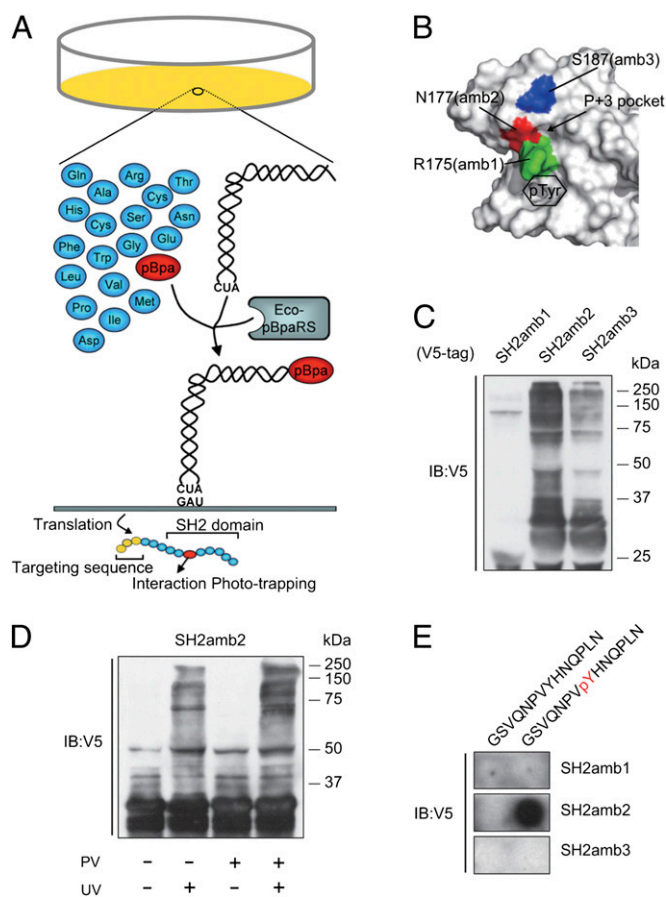 A
Gln
Arg
Thr
Ala
Cys
His
Ser
Asn
Cys
Phe
Gly
Glu
Trp
pBpa
Leu
Val
Met
Pro
Ile
Asp
CUA
Eco-
pBpaRS
pBpa
CUA
GAU
Translation
SH2 domain
Targeting sequence
Interaction Photo-trapping
B
S187(amb3)
N177(amb2)
P+3 pocket
R175(amb1)
pTyr
C
(V5-tag)
SH2amb1
SH2amb2
SH2amb3
kDa
250
150
75
50
37
25
IB:V5
D
SH2amb2
kDa
250
150
75
50
37
IB:V5
PV – – + +
UV – + – +
E
GSVQNPVYHNQPLN
GSVQNPVpYHNQPLN
SH2amb1
IB:V5
SH2amb2
SH2amb3